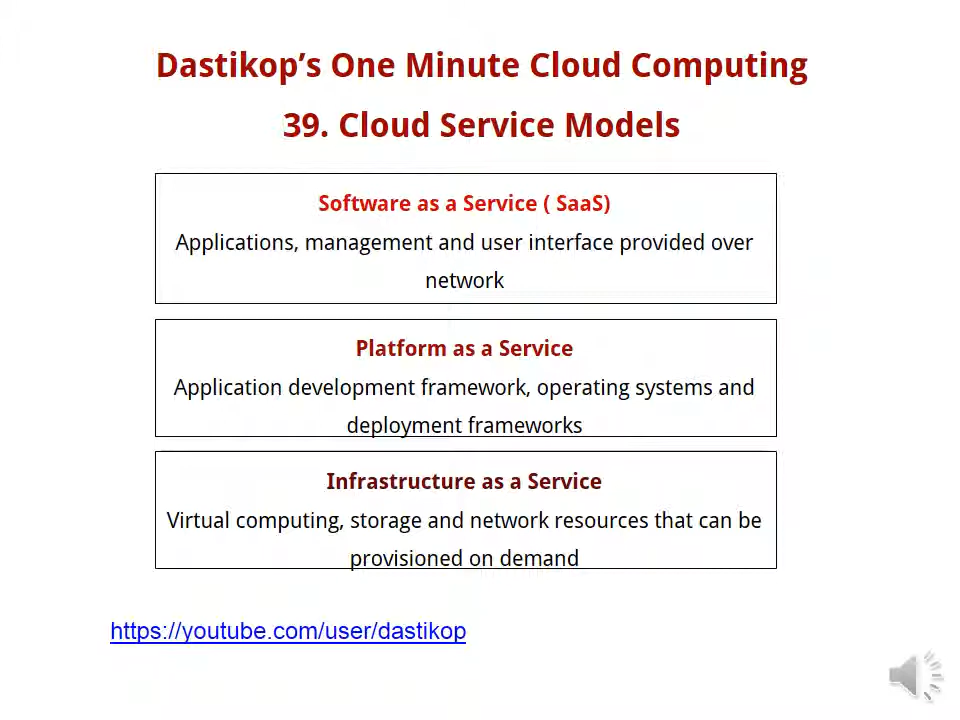 Dastikop’s One Minute Cloud Computing
39. Cloud Service Models
Software as a Service ( SaaS)
Applications, management and user interface provided over
network
Platform as a Service
Application development framework, operating systems and
deployment frameworks
Infrastructure as a Service
Virtual computing, storage and network resources that can be
provisioned on demand
https://youtube.com/user/dastikop